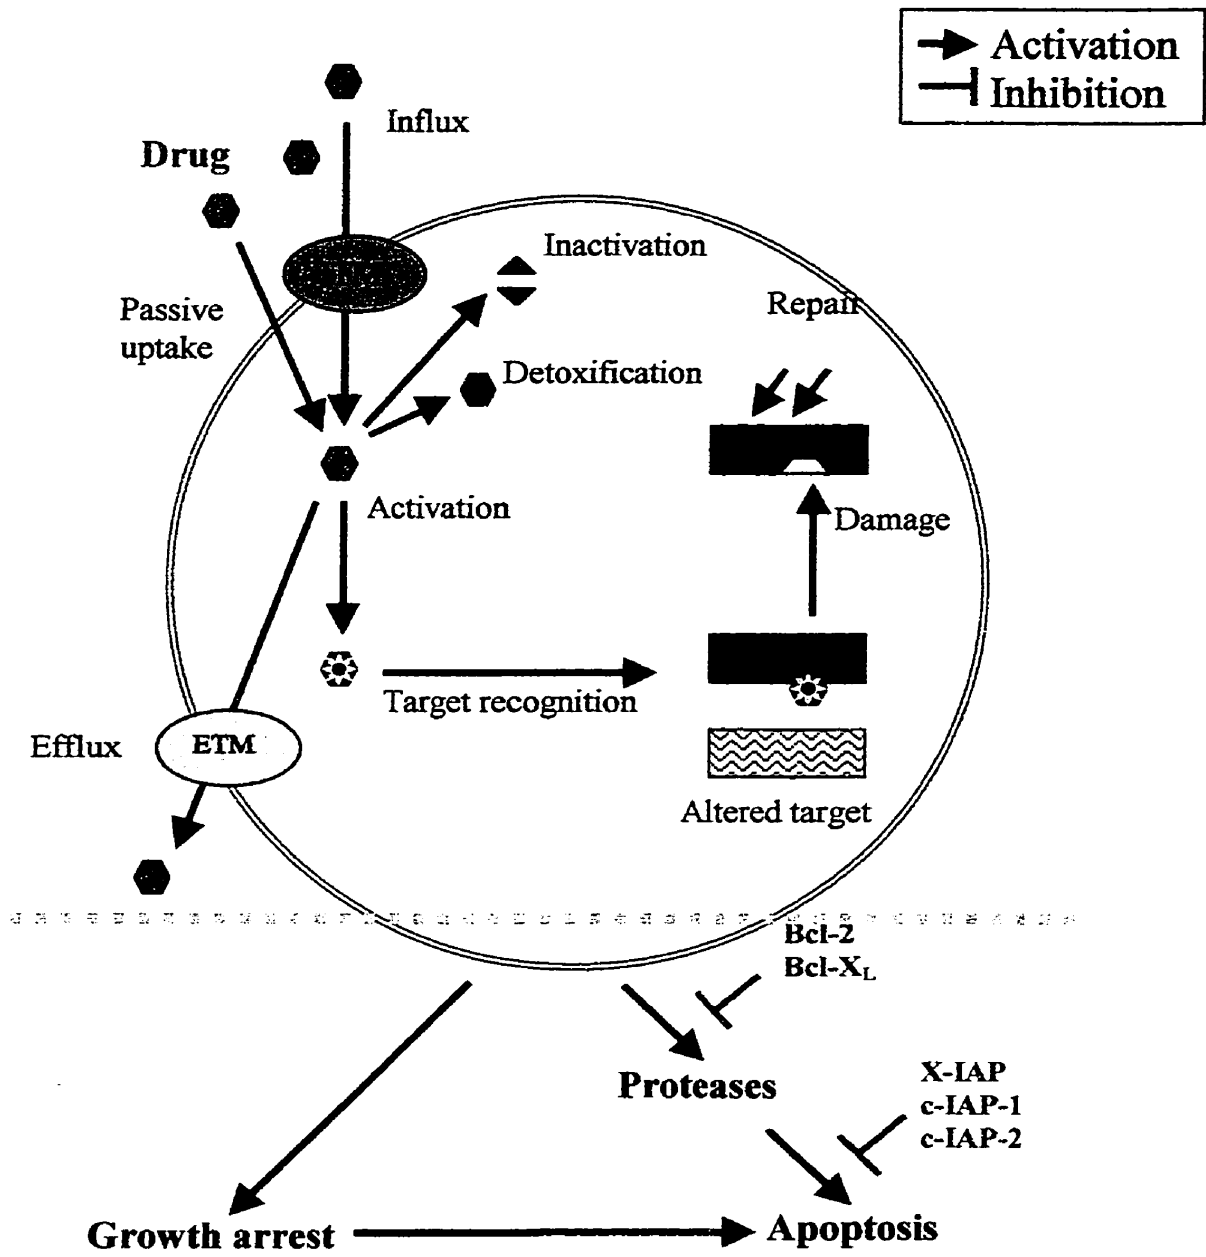 Activation
Inhibition
Influx
Drug
Inactivation
Repair
Passive
uptake
Detoxification
Activation
Damage
Target recognition
Efflux
ETM
Altered target
Bcl-2
Bcl-XL
Proteases
X-IAP
c-IAP-1
c-IAP-2
Growth arrest
Apoptosis